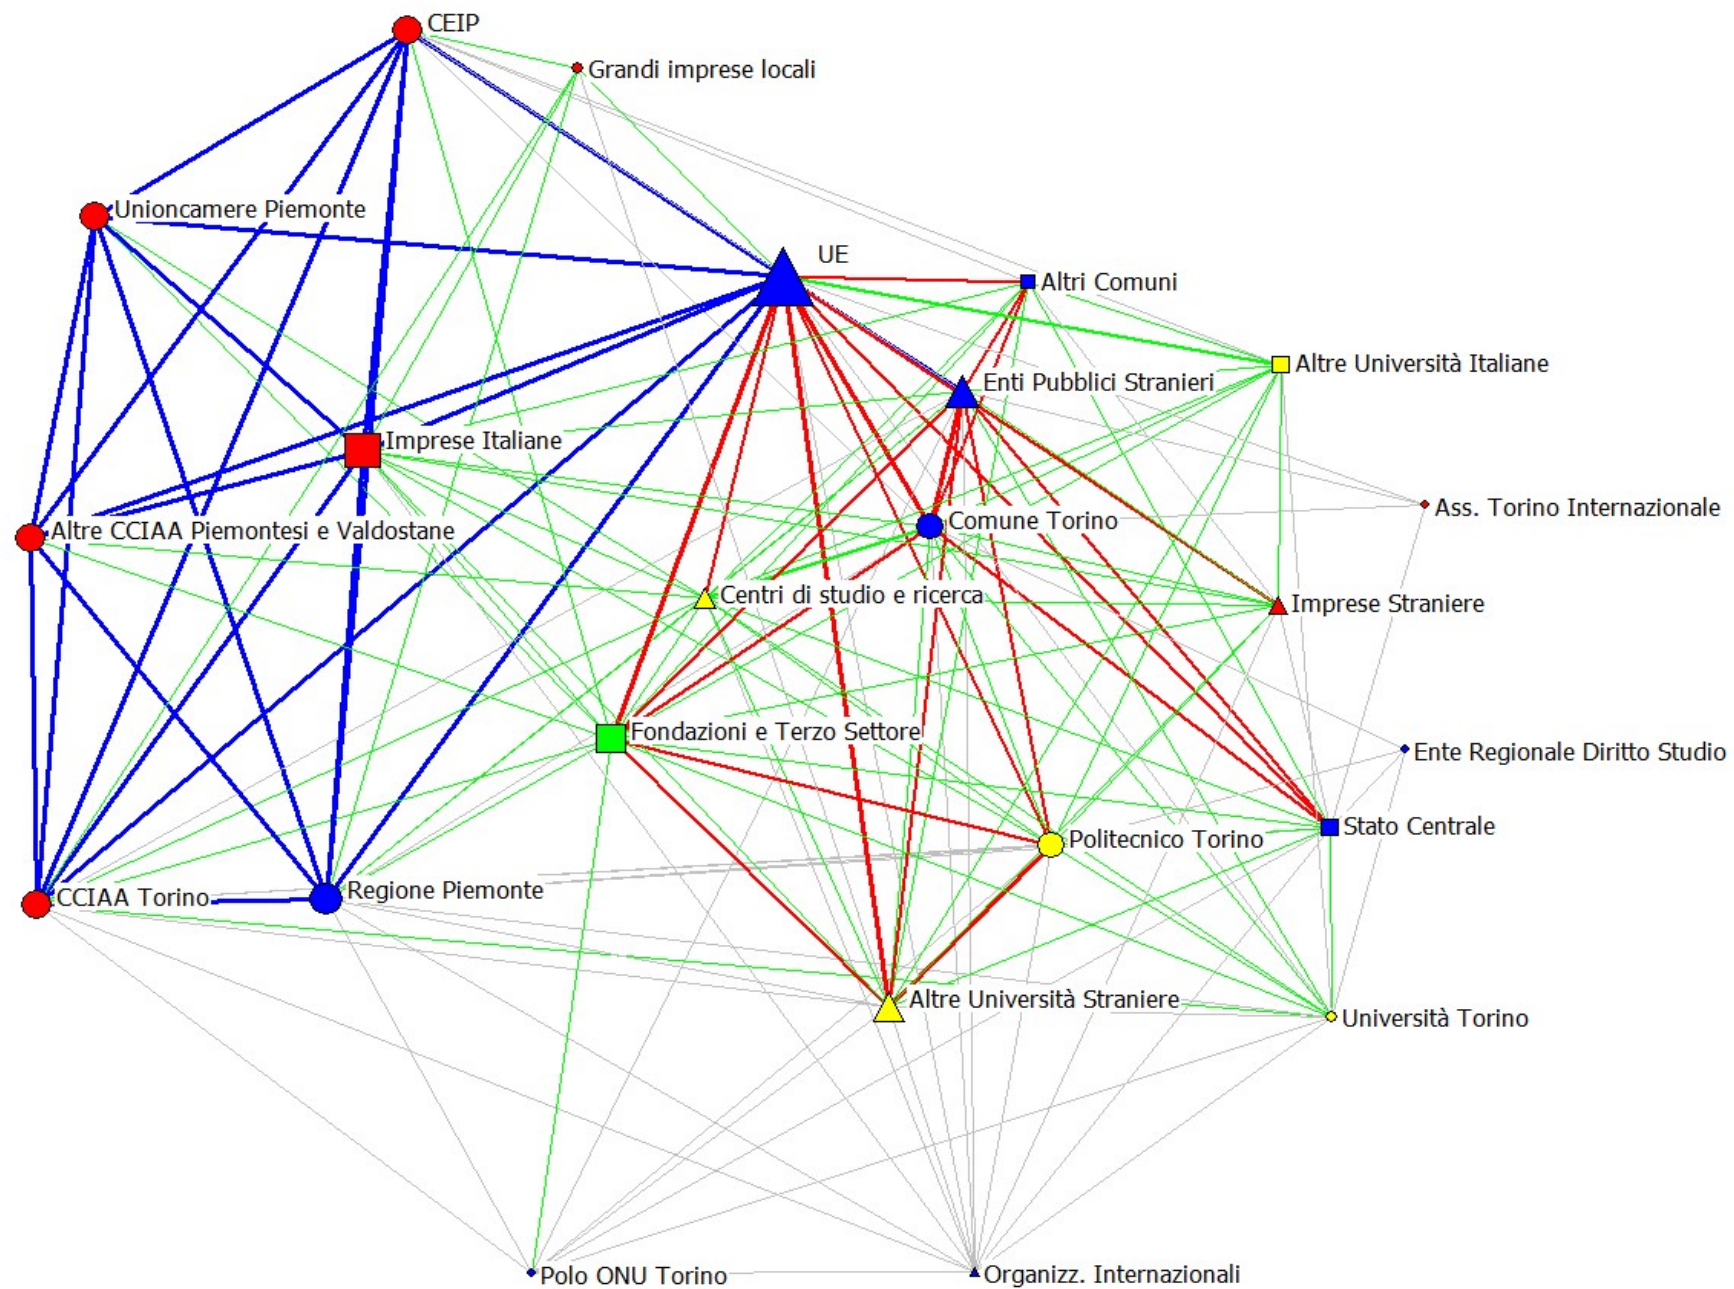 CEIP
Grandi imprese locali
Unioncamere Piemonte
UE
Altri Comuni
Altre Università Italiane
Enti Pubblici Stranieri
Imprese Italiane
Ass. Torino Internazionale
Comune Torino
Altre CCIAA Piemontesi e Valdostane
Centri di studio e ricerca
Imprese Straniere
Fondazioni e Terzo Settore
Ente Regionale Diritto Studio
Stato Centrale
Politecnico Torino
Regione Piemonte
CCIAA Torino
Altre Università Straniere
Università Torino
Polo ONU Torino
Organizz. Internazionali